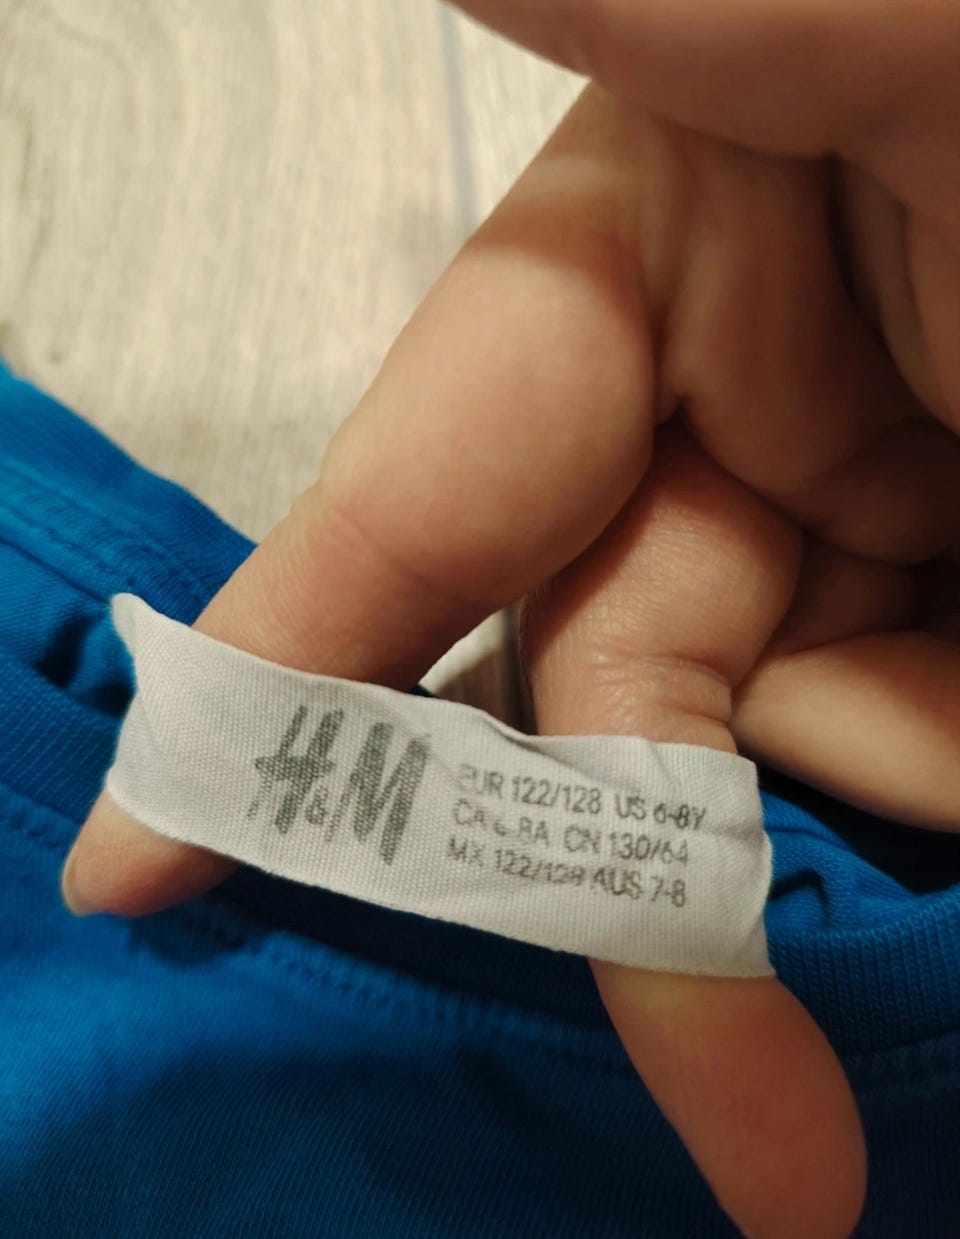 H&M
EUR 122/128 US 6-8Y
CA CN 130/64
MX 122/128 AUS 7-8